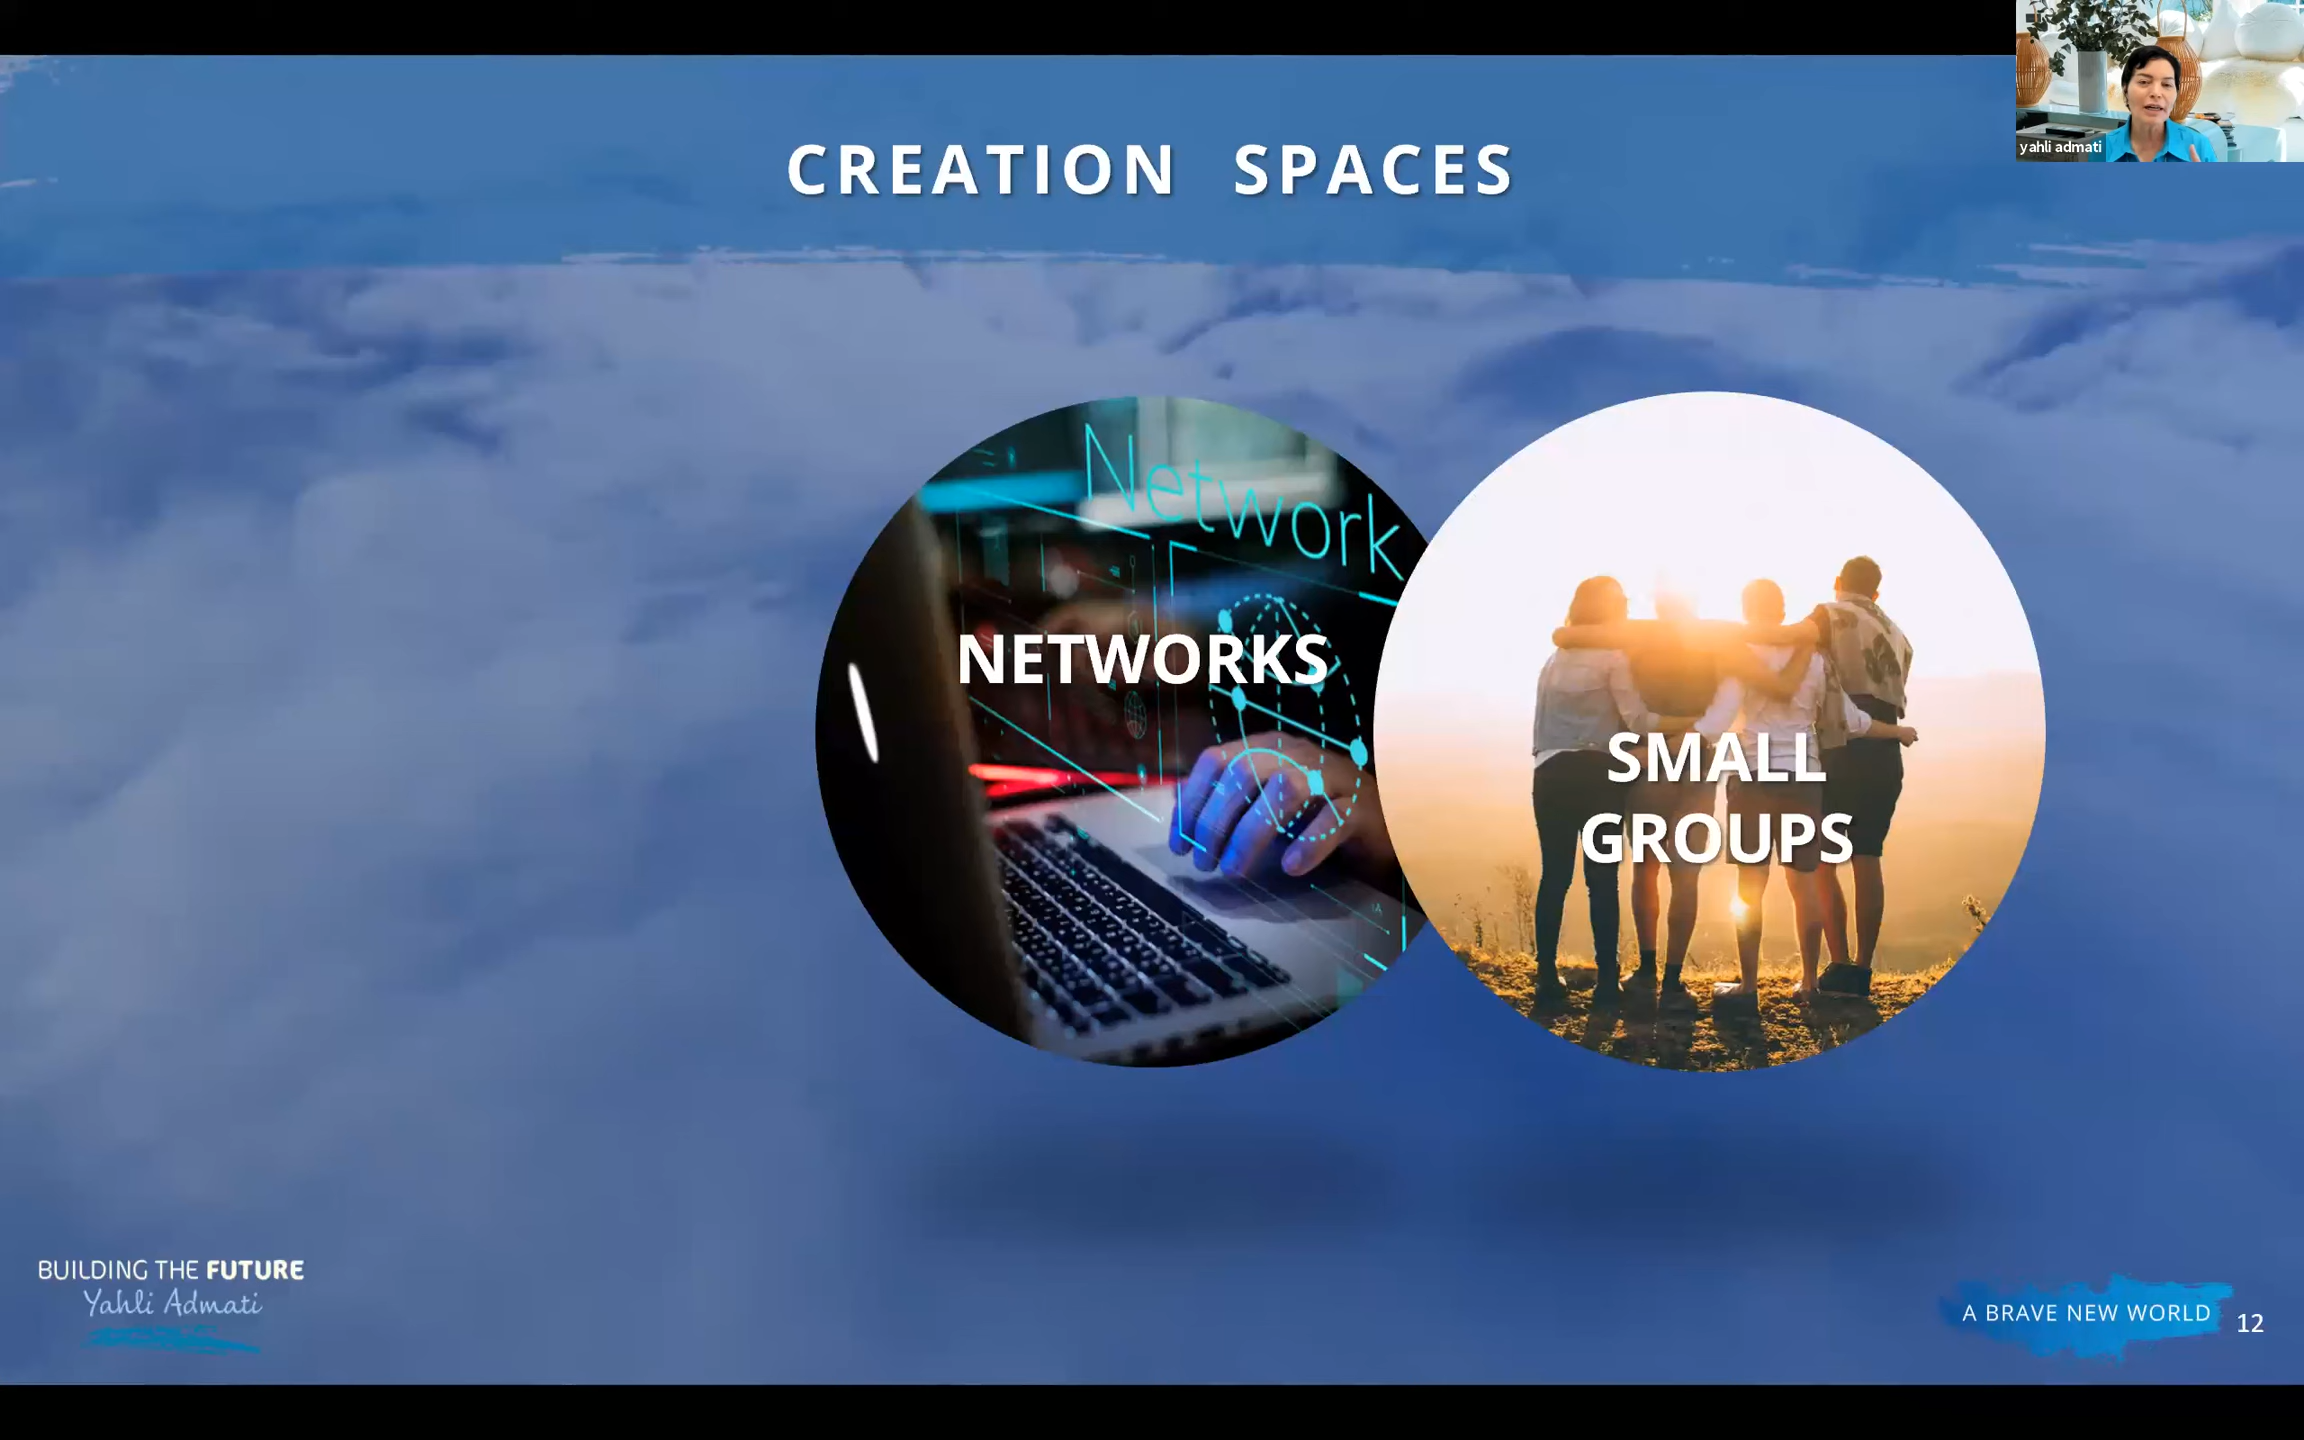 yahli admati
CREATION SPACES
Network
NETWORKS
SMALL
GROUPS
BUILDING THE FUTURE
Yahli Admati
A BRAVE NEW WORLD
12